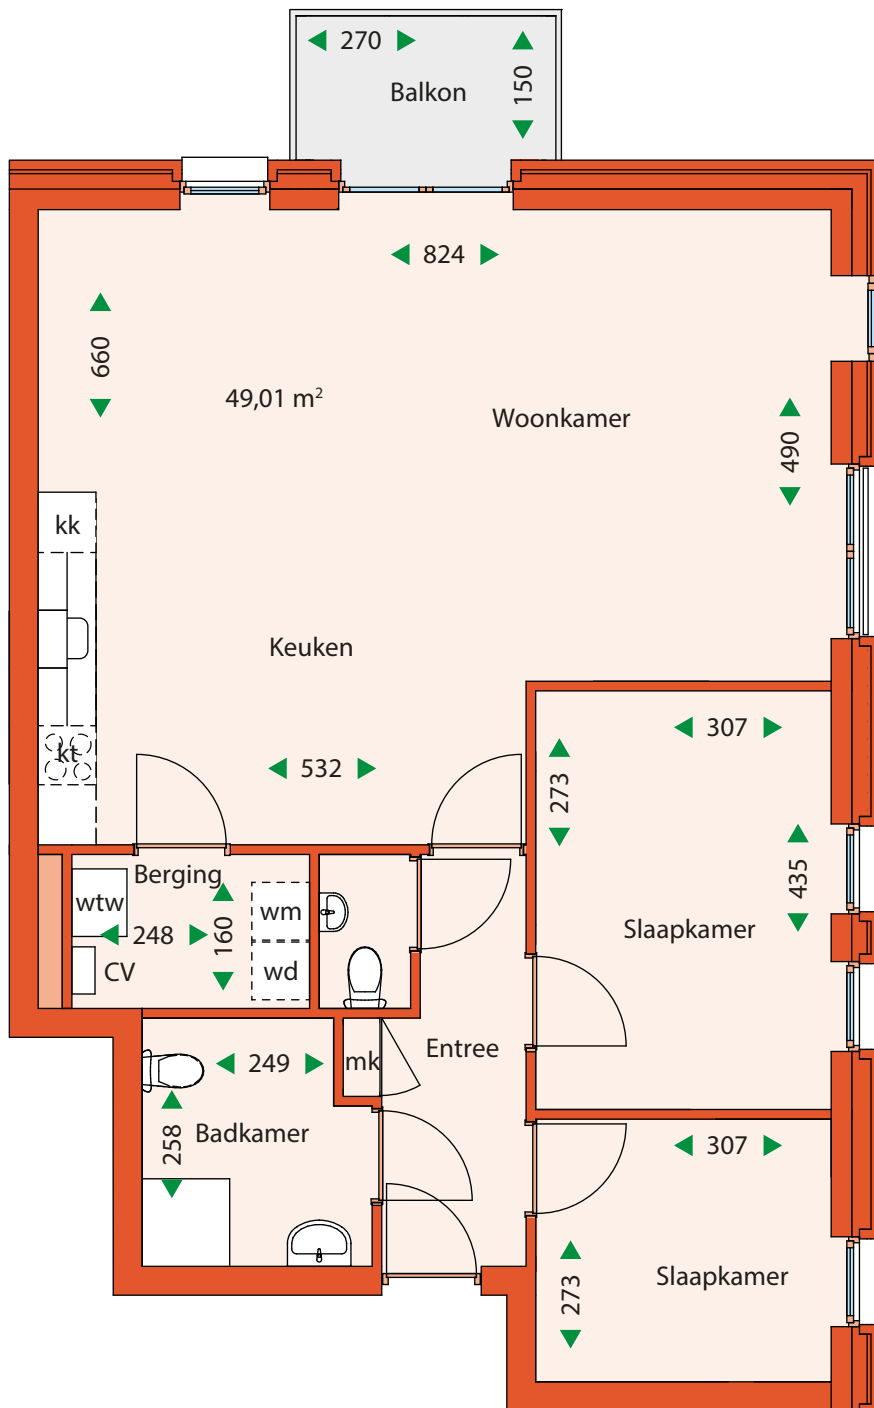 270
150
Balkon
824
660
49,01 m²
Woonkamer
490
kk
Keuken
kt
532
307
273
435
Berging
wtw
248
160
wm
CV
wd
Slaapkamer
mk
Entree
249
Badkamer
258
307
273
Slaapkamer